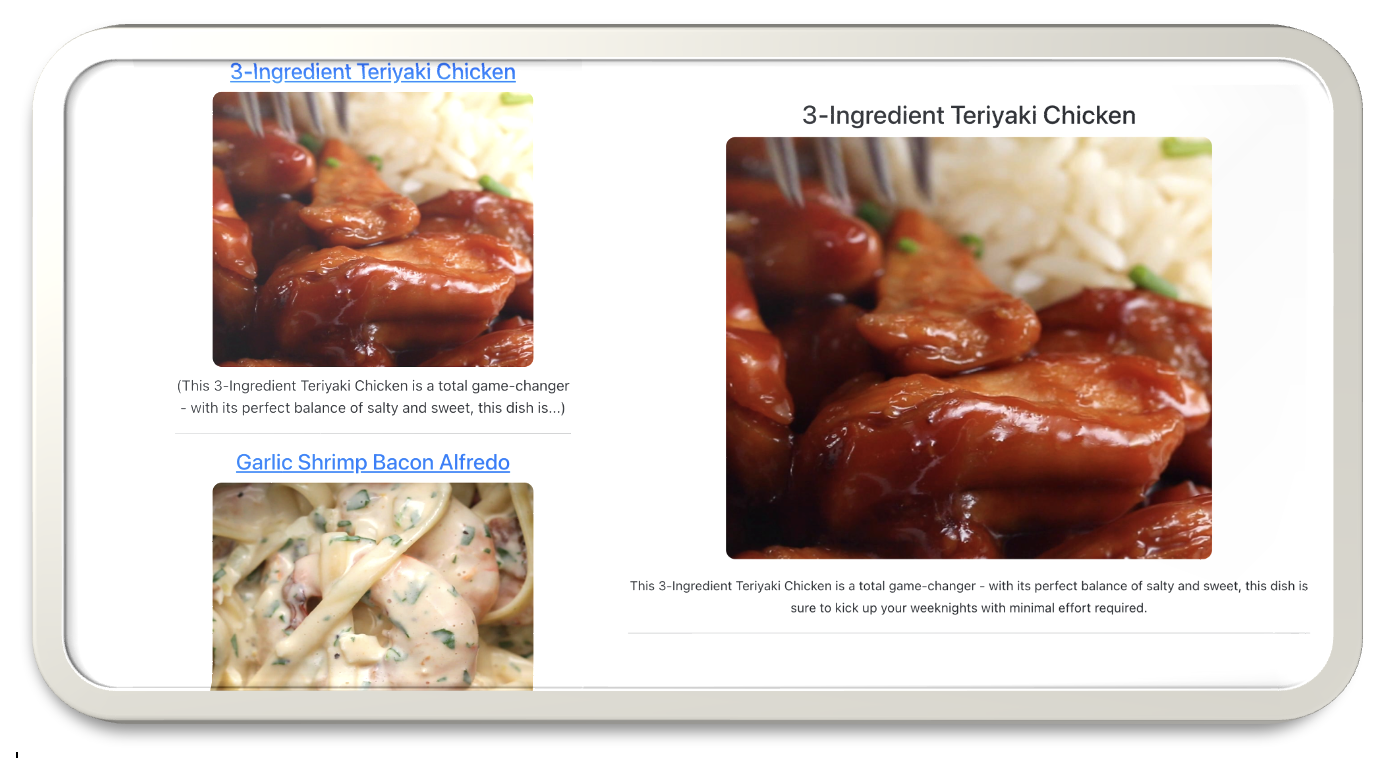 3-Ingredient Teriyaki Chicken
(This 3-Ingredient Teriyaki Chicken is a total game-changer
- with its perfect balance of salty and sweet, this dish is...)
Garlic Shrimp Bacon Alfredo
3-Ingredient Teriyaki Chicken
This 3-Ingredient Teriyaki Chicken is a total game-changer - with its perfect balance of salty and sweet, this dish is
sure to kick up your weeknights with minimal effort required.